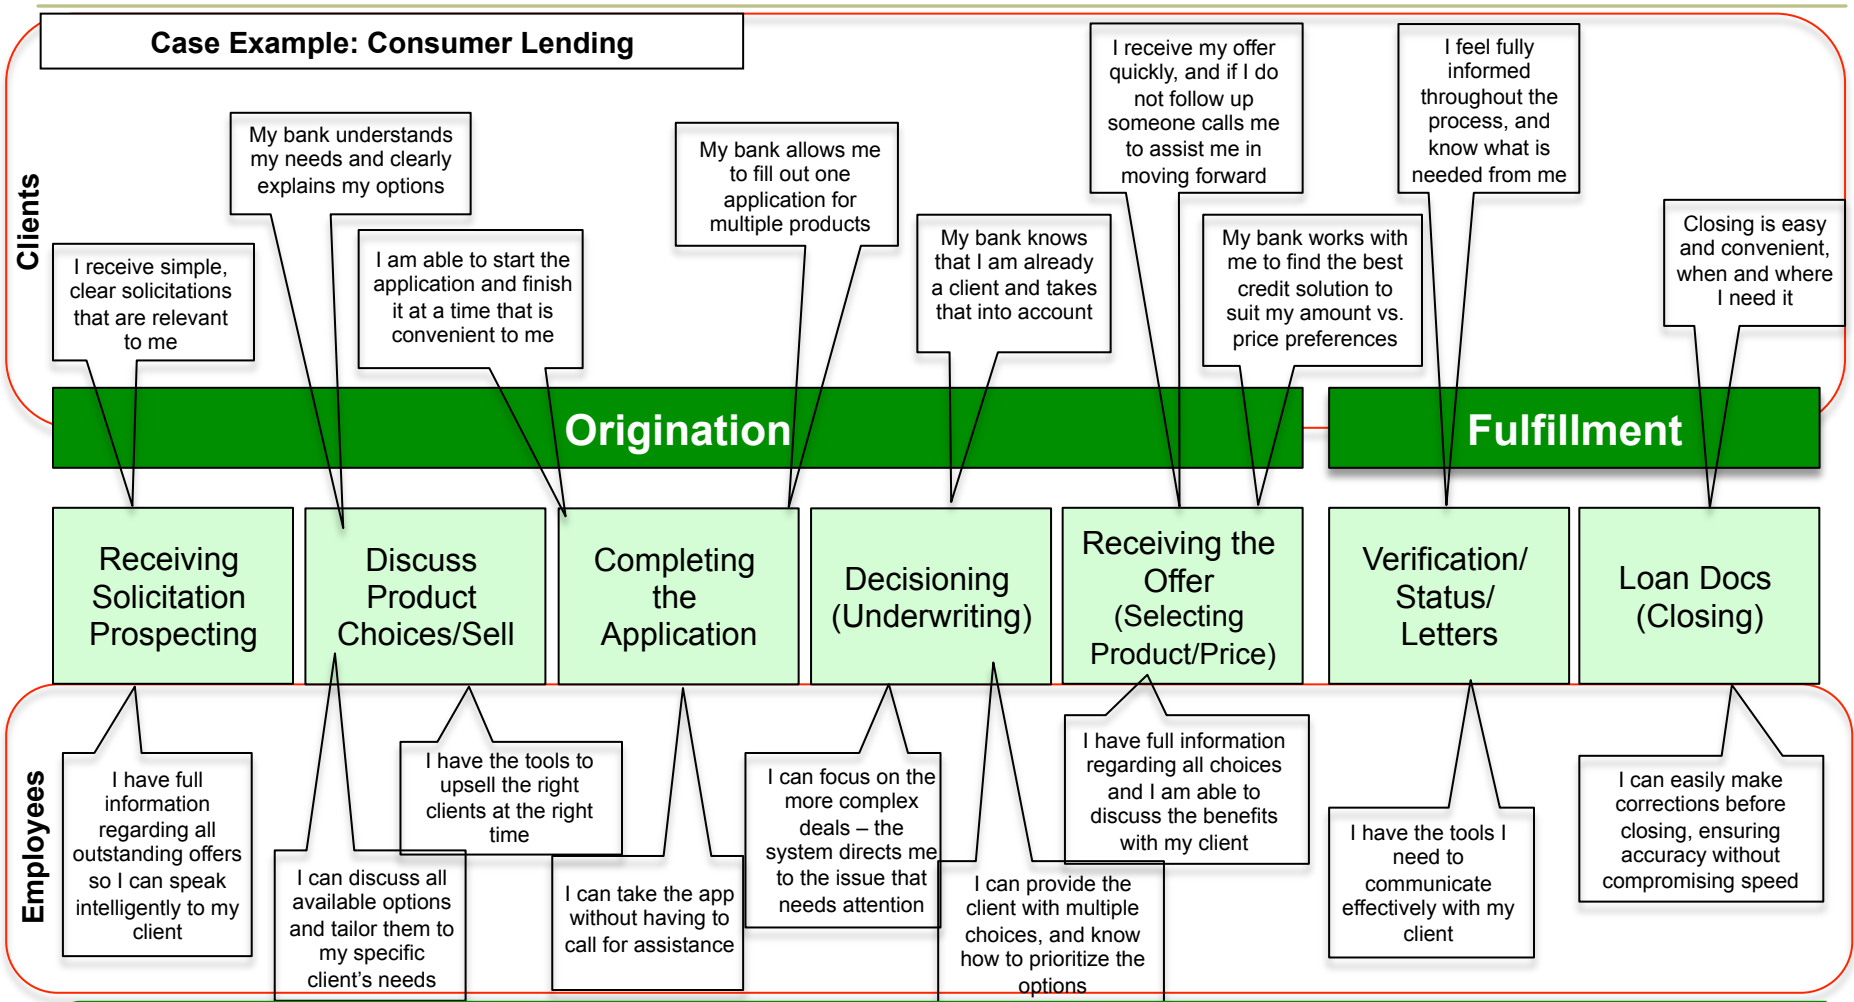 Case Example: Consumer Lending
Clients
I receive simple,
clear solicitations
that are relevant
to me
My bank understands
my needs and clearly
explains my options
I am able to start the
application and finish
it at a time that is
convenient to me
My bank allows me
to fill out one
application for
multiple products
My bank knows
that I am already
a client and takes
that into account
I receive my offer
quickly, and if I do
not follow up
someone calls me
to assist me in
moving forward
My bank works with
me to find the best
credit solution to
suit my amount vs.
price preferences
I feel fully
informed
throughout the
process, and
know what is
needed from me
Closing is easy
and convenient,
when and where
I need it
Origination
Fulfillment
Receiving
Solicitation
Prospecting
Discuss
Product
Choices/Sell
Completing
the
Application
Decisioning
(Underwriting)
Receiving the
Offer
(Selecting
Product/Price)
Verification/
Status/
Letters
Loan Docs
(Closing)
Employees
I have full
information
regarding all
outstanding offers
so I can speak
intelligently to my
client
I can discuss all
available options
and tailor them to
my specific
client's needs
I have the tools to
upsell the right
clients at the right
time
I can take the app
without having to
call for assistance
I can focus on the
more complex
deals – the
system directs me
to the issue that
needs attention
I can provide the
client with multiple
choices, and know
how to prioritize the
options
I have full information
regarding all choices
and I am able to
discuss the benefits
with my client
I have the tools I
need to
communicate
effectively with my
client
I can easily make
corrections before
closing, ensuring
accuracy without
compromising speed